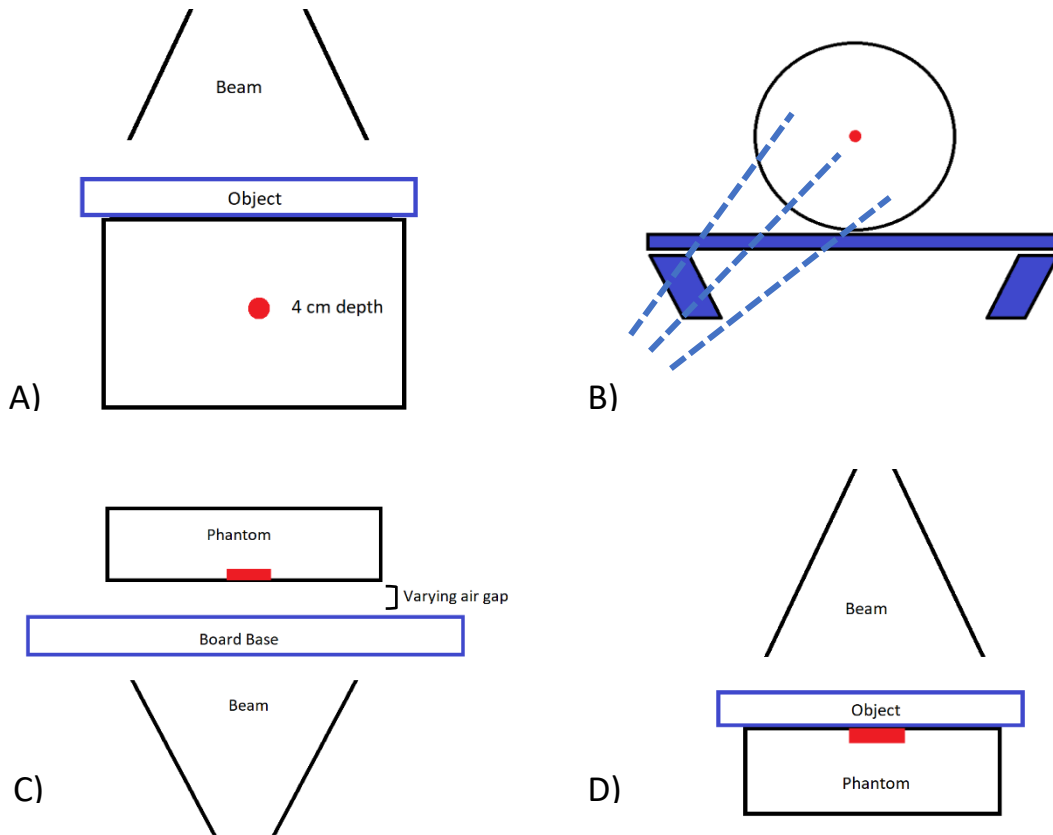 Beam
Object
4 cm depth
A)
B)
Phantom
Varying air gap
Board Base
Beam
C)
Beam
Object
Phantom
D)